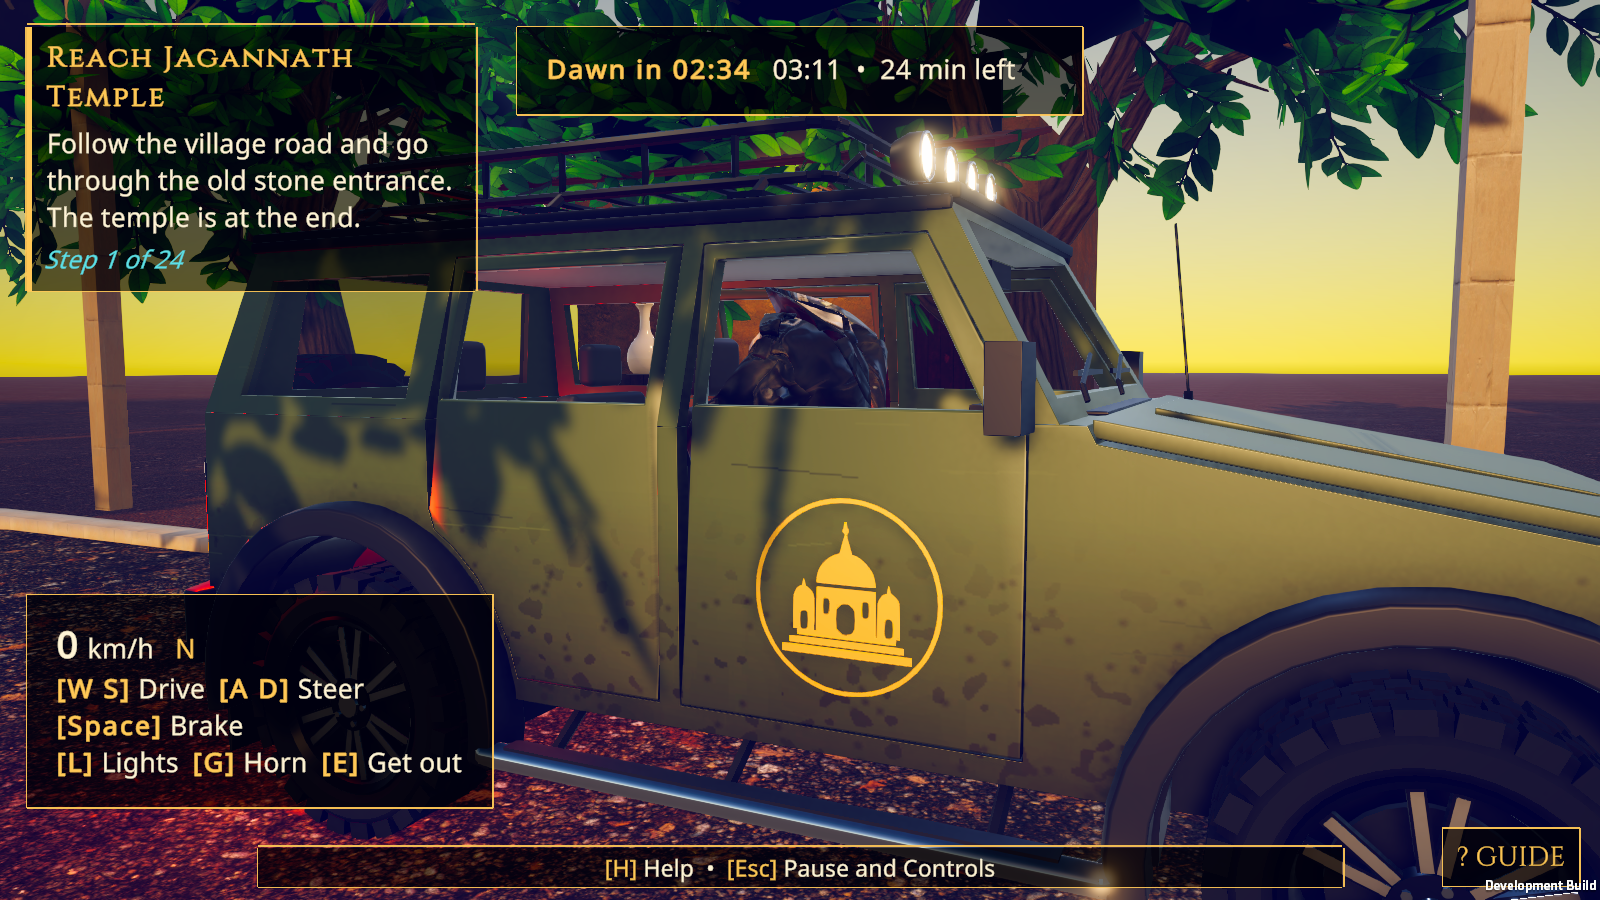 REACH JAGANNATH
TEMPLE
Follow the village road and go
through the old stone entrance.
The temple is at the end.
Step 1 of 24
Dawn in 02:34 03:11 • 24 min left
0 km/h N
[W S] Drive [A D] Steer
[Space] Brake
[L] Lights [G] Horn [E] Get out
[H] Help • [Esc] Pause and Controls
? GUIDE
Development Build